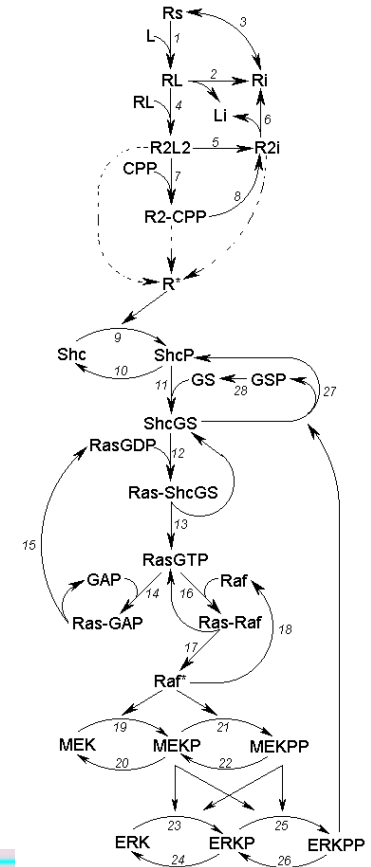 Rs
L 1 3
RL 2 Ri
RL 4 Li 6
R2L2 5 R2i
CPP 7 8
R2-CPP
R*
9
Shc ShcP
10 11 GS 28 GSP 27
ShcGS
RasGDP 12
Ras-ShcGS
13
15 RasGTP
GAP 14 16 Raf
Ras-GAP Ras-Raf 18
17
Raf*
19 21
MEK MEKP MEKPP
20 22
23 25
ERK ERKP ERKPP
24 26